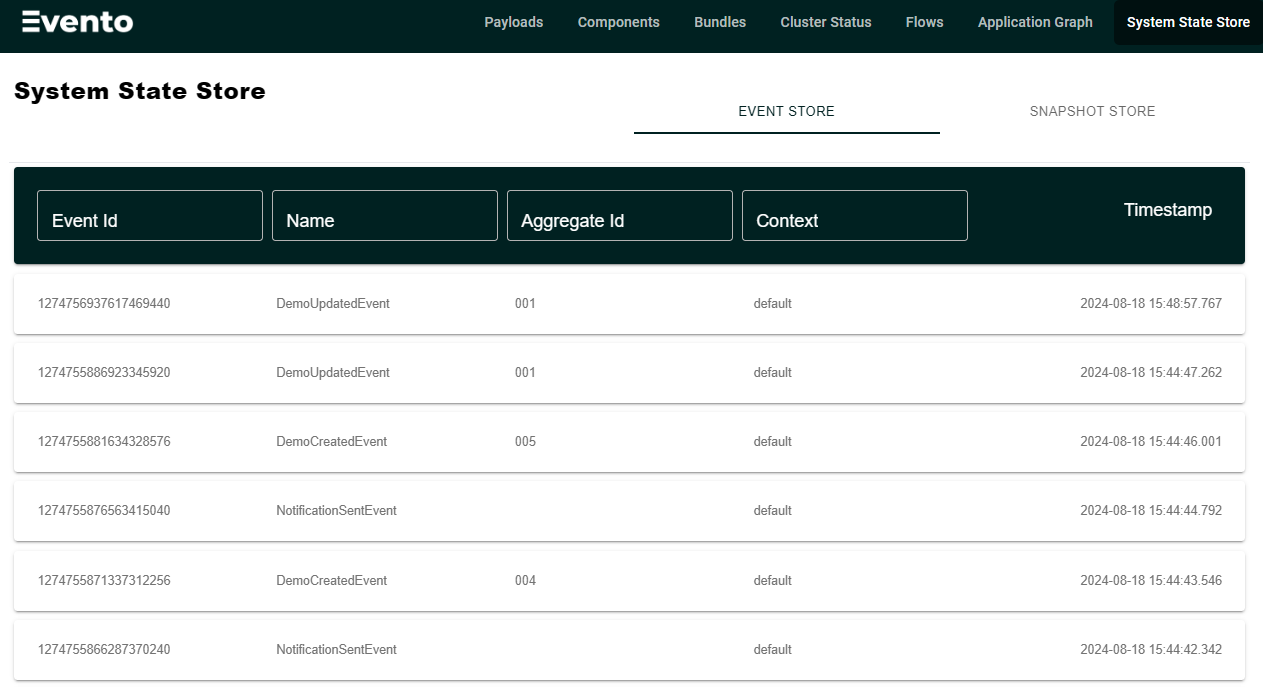 Evento Payloads Components Bundles Cluster Status Flows Application Graph System State Store
System State Store
EVENT STORE SNAPSHOT STORE
Event Id Name Aggregate Id Context Timestamp
1274756937617469440 DemoUpdatedEvent 001 default 2024-08-18 15:48:57.767
1274755886923345920 DemoUpdatedEvent 001 default 2024-08-18 15:44:47.262
1274755881634328576 DemoCreatedEvent 005 default 2024-08-18 15:44:46.001
1274755876563415040 NotificationSentEvent default 2024-08-18 15:44:44.792
1274755871337312256 DemoCreatedEvent 004 default 2024-08-18 15:44:43.546
1274755866287370240 NotificationSentEvent default 2024-08-18 15:44:42.342